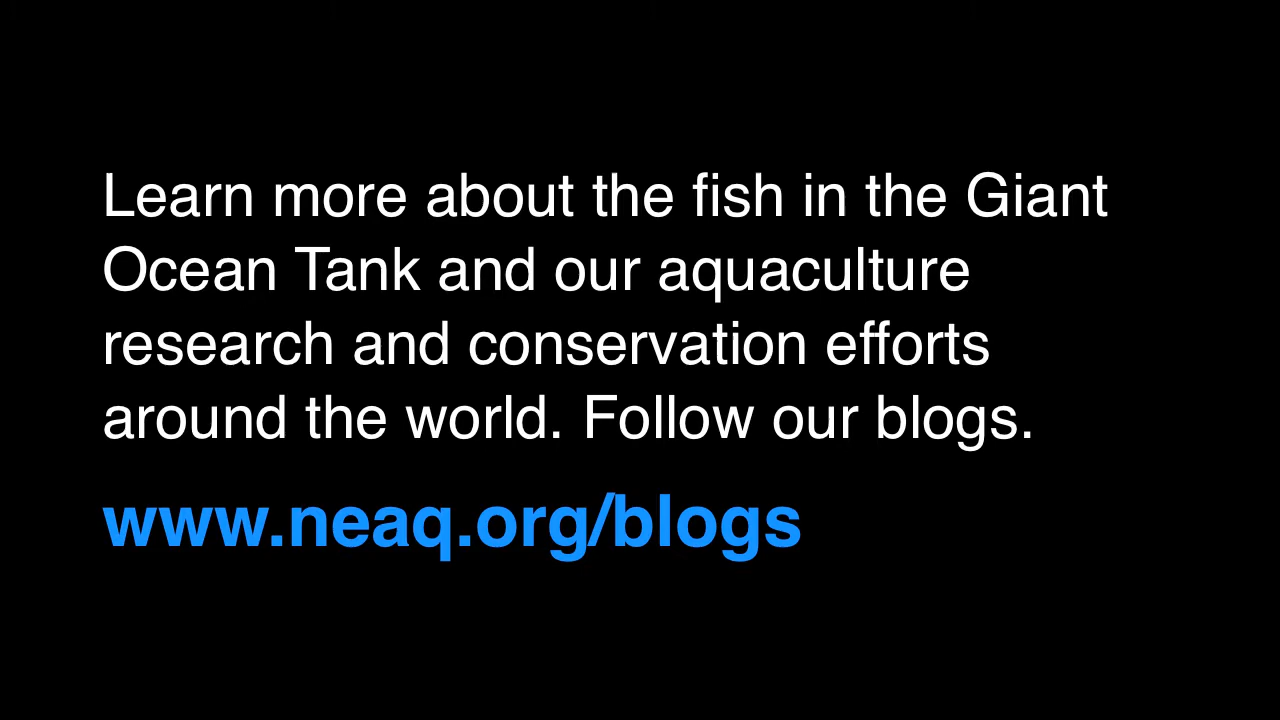 Learn more about the fish in the Giant
Ocean Tank and our aquaculture
research and conservation efforts
around the world. Follow our blogs.
www.neaq.org/blogs